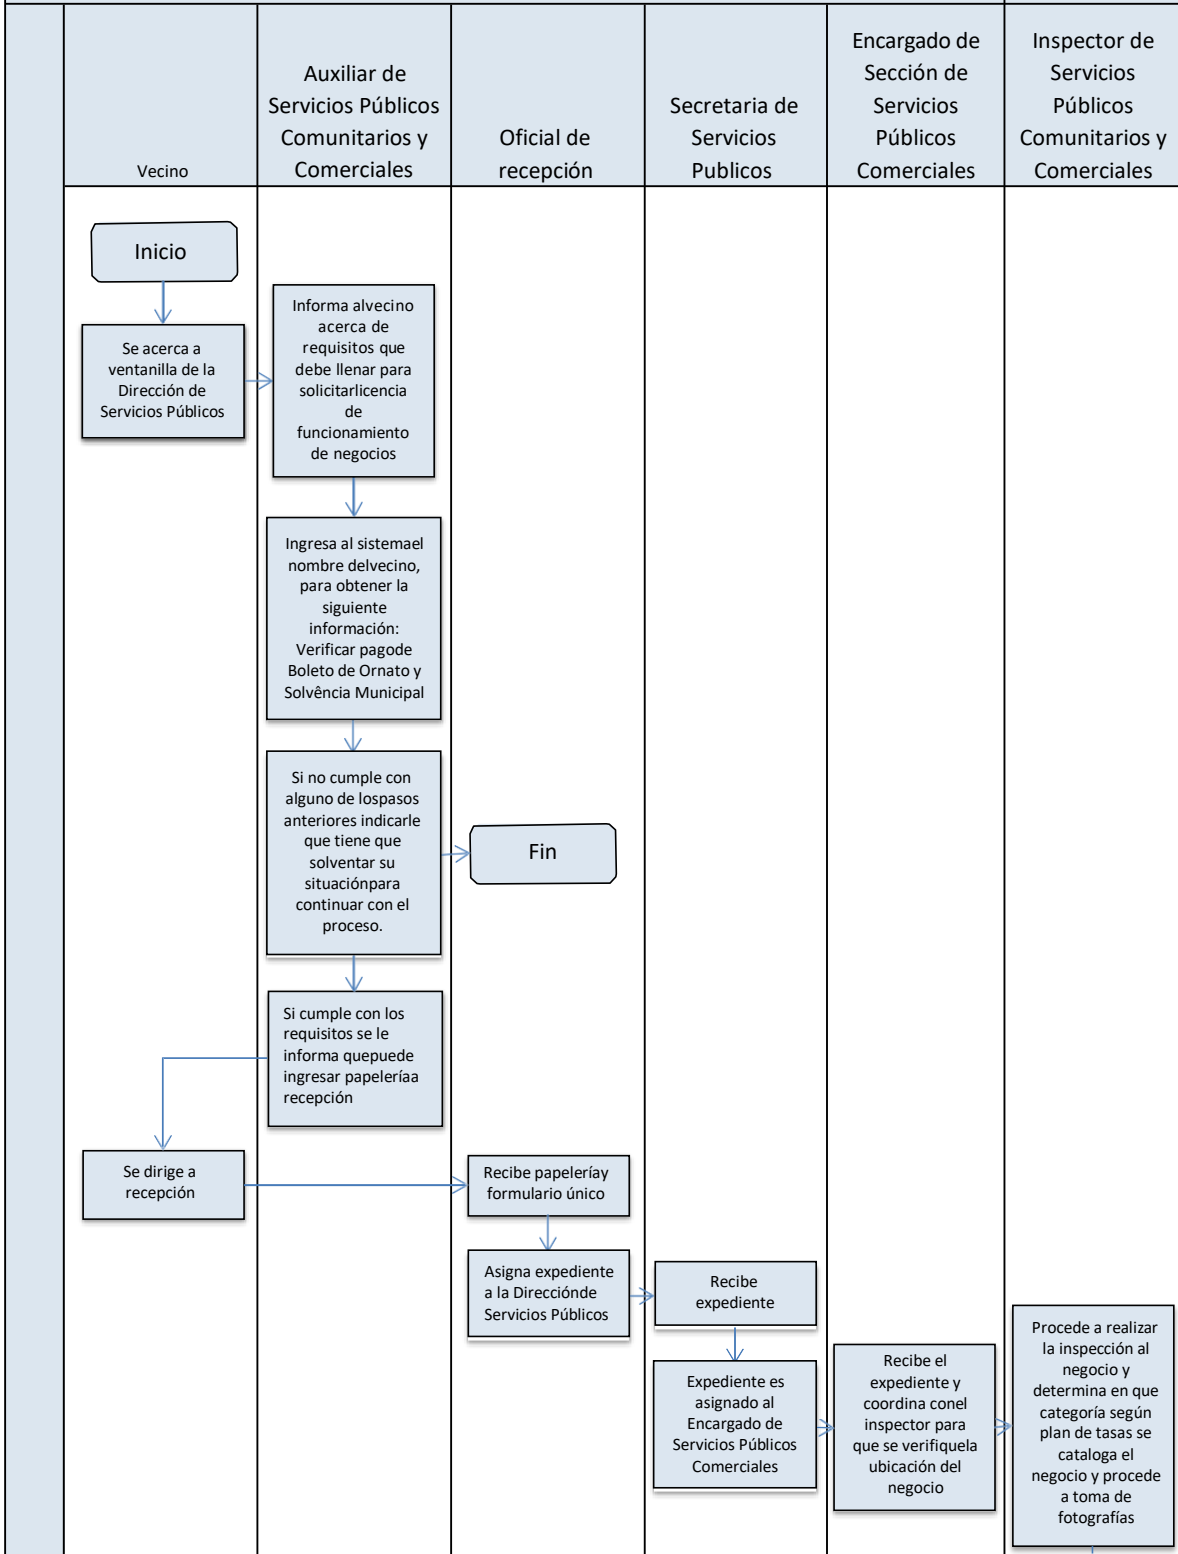 Vecino
Auxiliar de
Servicios Públicos
Comunitarios y
Comerciales
Oficial de
recepción
Secretaria de
Servicios
Publicos
Encargado de
Sección de
Servicios
Públicos
Comerciales
Inspector de
Servicios
Públicos
Comunitarios y
Comerciales
Inicio
Se acerca a
ventanilla de la
Dirección de
Servicios Públicos
Informa alvecino
acerca de
requisitos que
debe llenar para
solicitarlicencia
de
funcionamiento
de negocios
Ingresa al sistemael
nombre delvecino,
para obtener la
siguiente
información:
Verificar pagode
Boleto de Ornato y
Solvência Municipal
Si no cumple con
alguno de lospasos
anteriores indicarle
que tiene que
solventar su
situaciónpara
continuar con el
proceso.
Fin
Si cumple con los
requisitos se le
informa quepuede
ingresar papeleríaa
recepción
Se dirige a
recepción
Recibe papeleríay
formulario único
Asigna expediente
a la Direcciónde
Servicios Públicos
Recibe
expediente
Expediente es
asignado al
Encargado de
Servicios Públicos
Comerciales
Recibe el
expediente y
coordina conel
inspector para
que se verifiquela
ubicación del
negocio
Procede a realizar
la inspección al
negocio y
determina en que
categoría según
plan de tasas se
cataloga el
negocio y procede
a toma de
fotografías